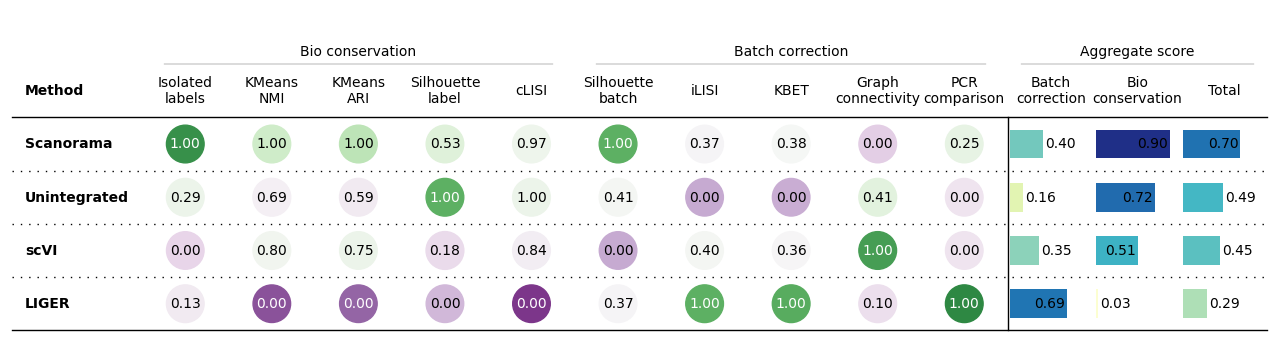 Bio conservation Batch correction Aggregate score
Method Isolated labels KMeans NMI KMeans ARI Silhouette label cLISI Silhouette batch iLISI KBET Graph connectivity PCR comparison Batch correction Bio conservation Total
Scanorama 1.00 1.00 1.00 0.53 0.97 1.00 0.37 0.38 0.00 0.25 0.40 0.90 0.70
Unintegrated 0.29 0.69 0.59 1.00 1.00 0.41 0.00 0.00 0.41 0.00 0.16 0.72 0.49
scVI 0.00 0.80 0.75 0.18 0.84 0.00 0.40 0.36 1.00 0.00 0.35 0.51 0.45
LIGER 0.13 0.00 0.00 0.00 0.00 0.37 1.00 1.00 0.10 1.00 0.69 0.03 0.29